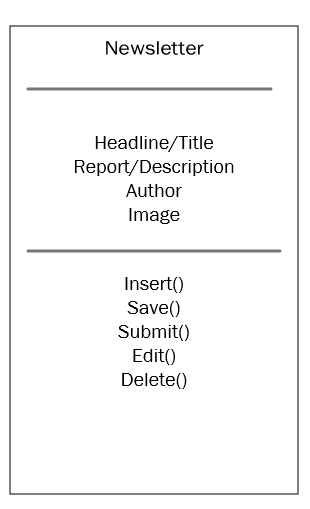 Newsletter
Headline/Title
Report/Description
Author
Image
Insert()
Save()
Submit()
Edit()
Delete()